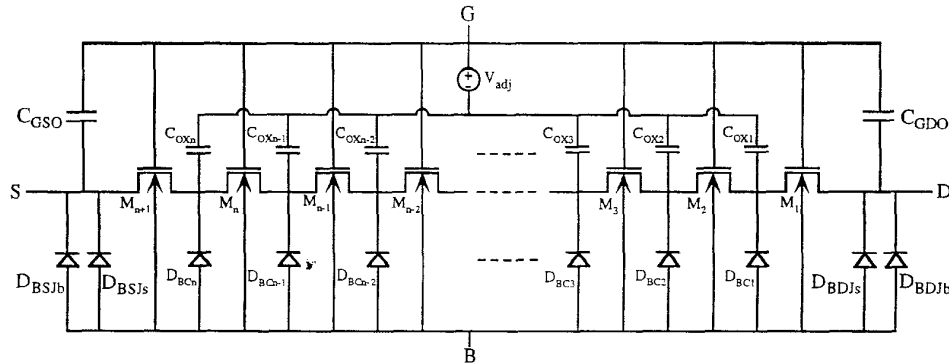 G
V_adj
C_GSO
C_OXn
C_OXn-1
C_OXn-2
C_OX3
C_OX2
C_OX1
C_GDO
S
M_n+1
M_n
M_n-1
M_n-2
M_3
M_2
M_1
D
D_BSJb
D_BSJs
D_BCn
D_BCn-1
D_BCn-2
D_BC3
D_BC2
D_BC1
D_BDJs
D_BDJb
B